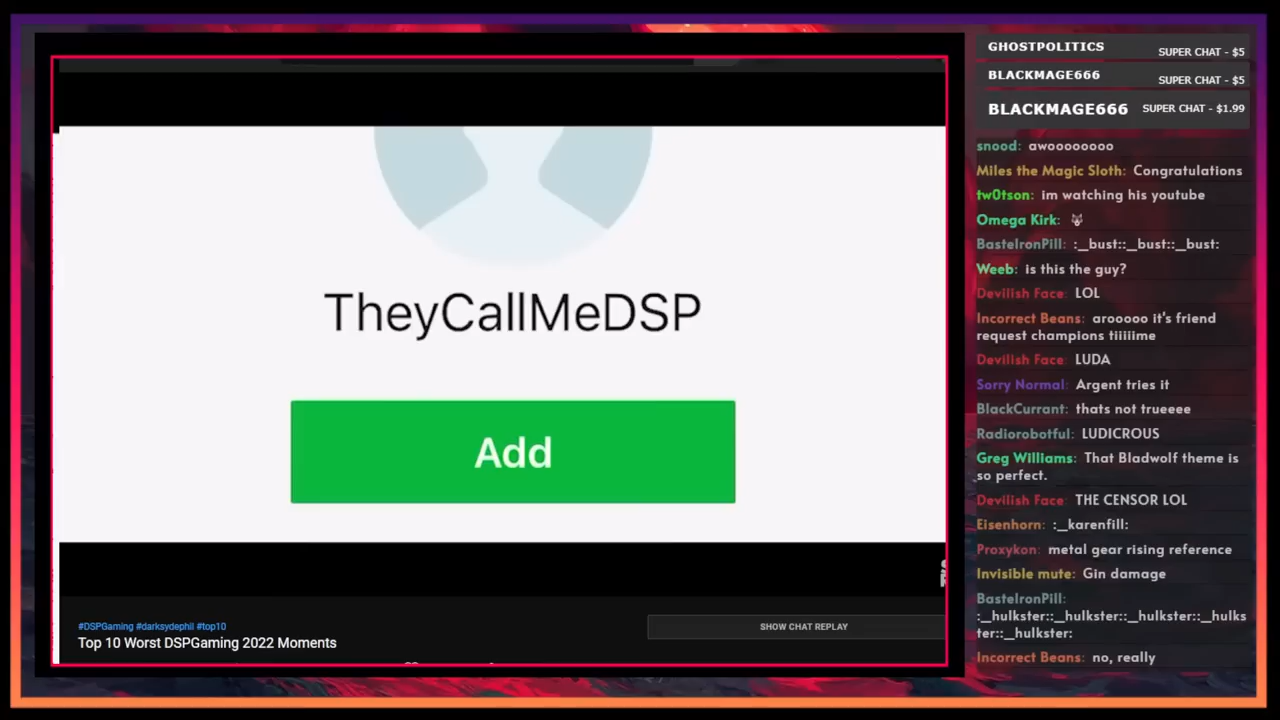 TheyCallMeDSP
Add
#DSPGaming #darksydephil #top10
Top 10 Worst DSPGaming 2022 Moments
SHOW CHAT REPLAY
GHOSTPOLITICS SUPER CHAT - $5
BLACKMAGE666 SUPER CHAT - $5
BLACKMAGE666 SUPER CHAT - $1.99
snood: awoooooooo
Miles the Magic Sloth: Congratulations
tw0tson: im watching his youtube
Omega Kirk:
BasteIronPill: :_bust::_bust::_bust:
Weeb: is this the guy?
Devilish Face: LOL
Incorrect Beans: arooooo it's friend
request champions tiiiiime
Devilish Face: LUDA
Sorry Normal: Argent tries it
BlackCurrant: thats not trueeee
Radiorobotful: LUDICROUS
Greg Williams: That Bladwolf theme is
so perfect.
Devilish Face: THE CENSOR LOL
Eisenhorn: :_karenfill:
Proxykon: metal gear rising reference
Invisible mute: Gin damage
BasteIronPill:
:_hulkster::_hulkster::_hulkster::_hulks
ter::_hulkster:
Incorrect Beans: no, really